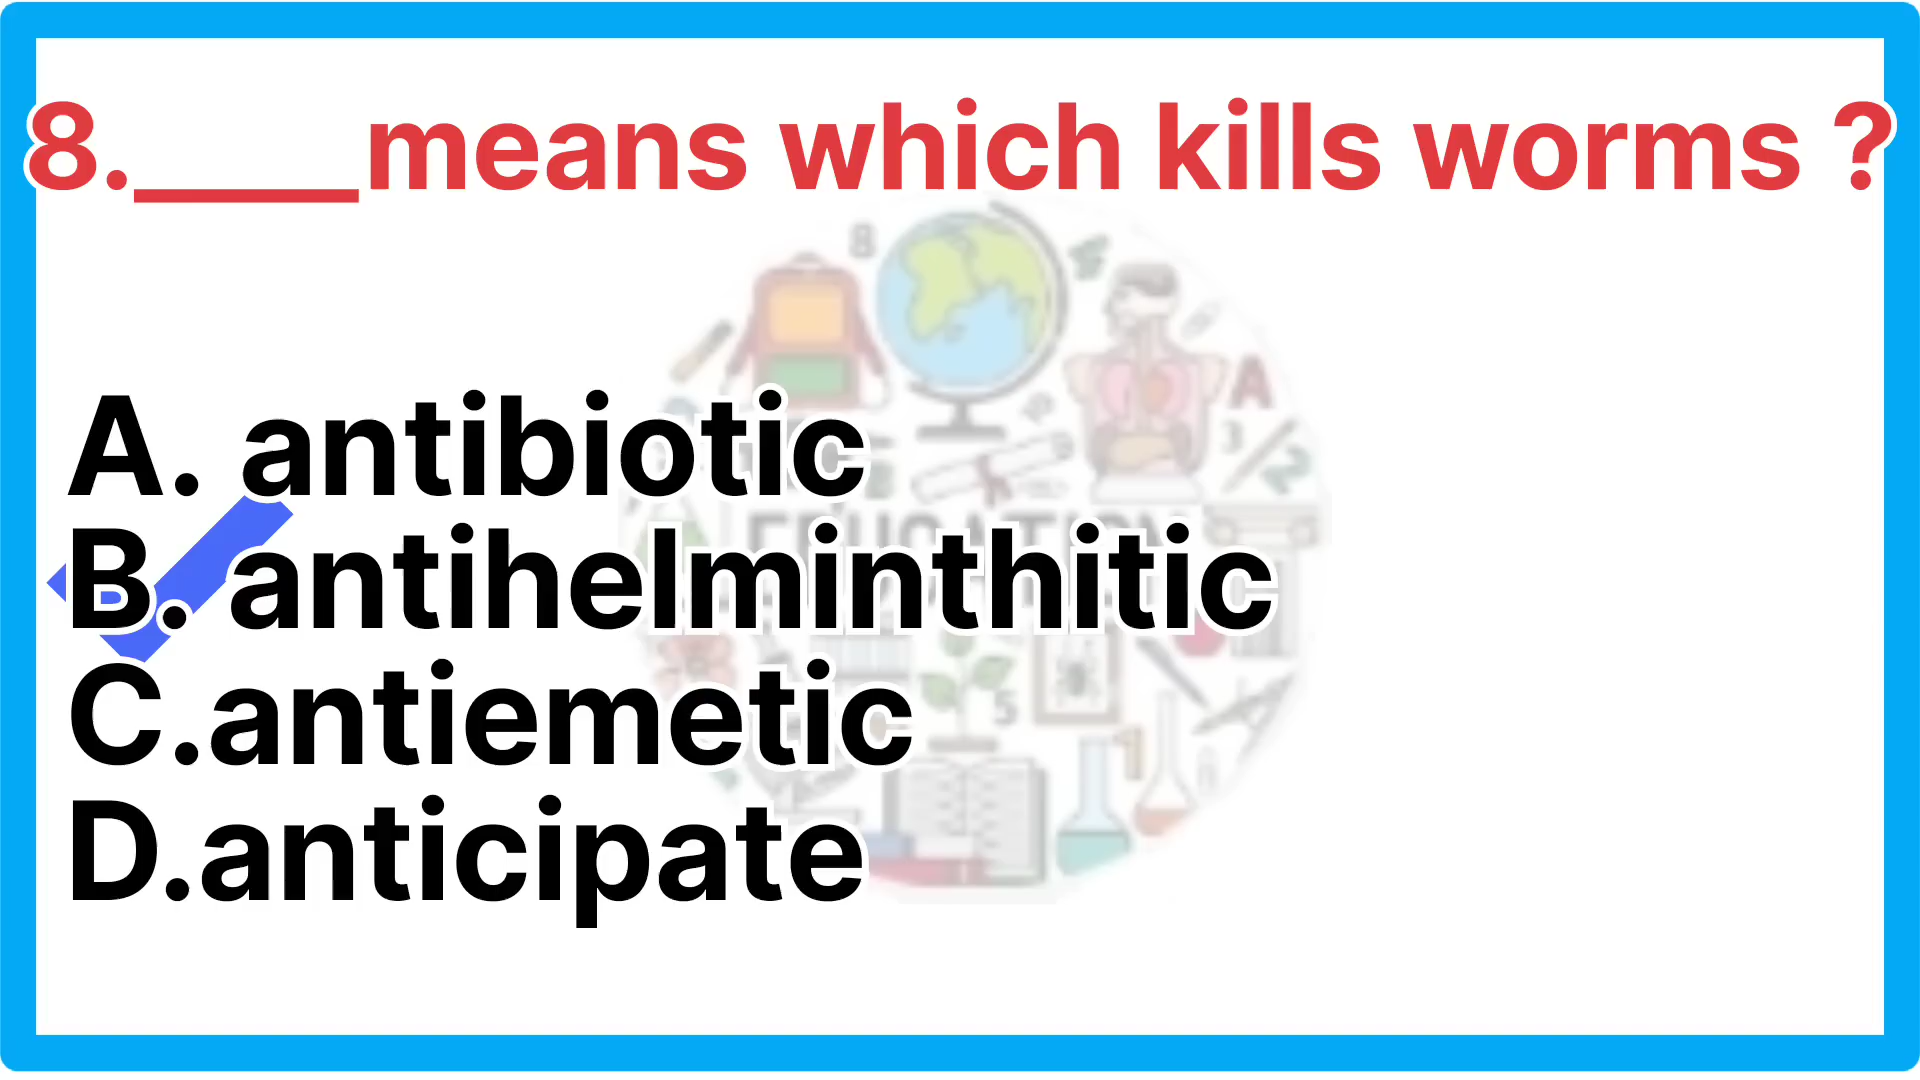 8.____means which kills worms ?
A. antibiotic
B. antihelminthitic
C.antiemetic
D.anticipate